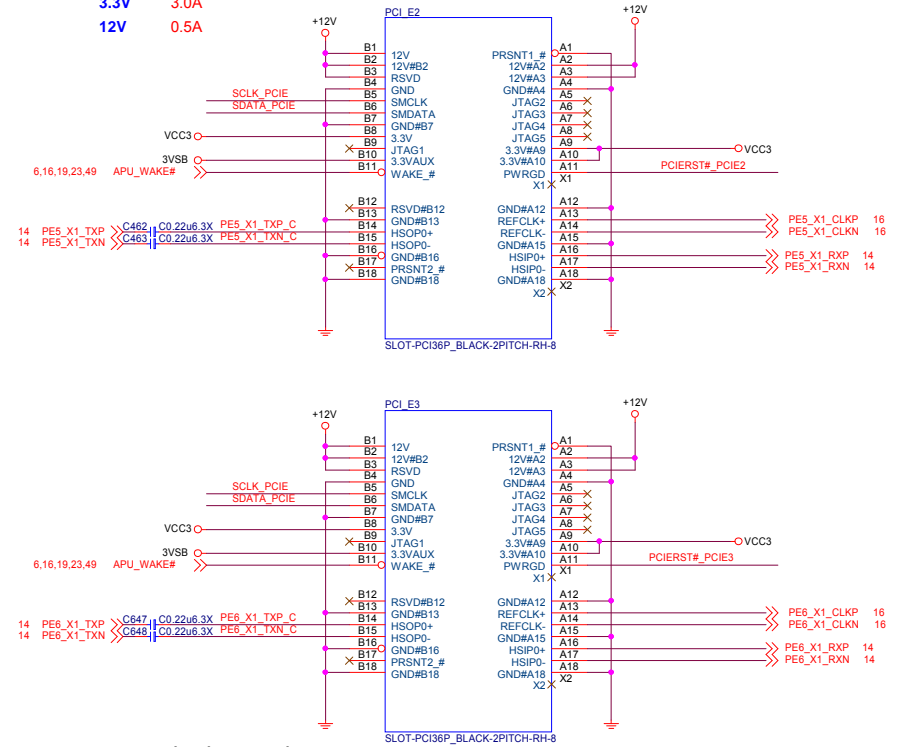 3.3V 3.0A
12V 0.5A
PCI_E2
+12V +12V
B1 12V PRSNT1_# A1
B2 12V#B2 12V#A2 A2
B3 RSVD 12V#A3 A3
B4 GND GND#A4 A4
SCLK_PCIE B5 SMCLK JTAG2 A5
SDATA_PCIE B6 SMDATA JTAG3 A6
B7 GND#B7 JTAG4 A7
VCC3 B8 3.3V JTAG5 A8
B9 JTAG1 3.3V#A9 A9 VCC3
3VSB B10 3.3VAUX 3.3V#A10 A10
6,16,19,23,49 APU_WAKE# B11 WAKE_# PWRGD A11 PCIERST#_PCIE2
X1 X1
B12 RSVD#B12 GND#A12 A12
B13 GND#B13 REFCLK+ A13 PE5_X1_CLKP 16
14 PE5_X1_TXP C462 C0.22u6.3X PE5_X1_TXP_C B14 HSOP0+ REFCLK- A14 PE5_X1_CLKN 16
14 PE5_X1_TXN C463 C0.22u6.3X PE5_X1_TXN_C B15 HSOP0- GND#A15 A15
B16 GND#B16 HSIP0+ A16 PE5_X1_RXP 14
B17 PRSNT2_# HSIP0- A17 PE5_X1_RXN 14
B18 GND#B18 GND#A18 A18
X2 X2
SLOT-PCI36P_BLACK-2PITCH-RH-8
PCI_E3
+12V +12V
B1 12V PRSNT1_# A1
B2 12V#B2 12V#A2 A2
B3 RSVD 12V#A3 A3
B4 GND GND#A4 A4
SCLK_PCIE B5 SMCLK JTAG2 A5
SDATA_PCIE B6 SMDATA JTAG3 A6
B7 GND#B7 JTAG4 A7
VCC3 B8 3.3V JTAG5 A8
B9 JTAG1 3.3V#A9 A9 VCC3
3VSB B10 3.3VAUX 3.3V#A10 A10
6,16,19,23,49 APU_WAKE# B11 WAKE_# PWRGD A11 PCIERST#_PCIE3
X1 X1
B12 RSVD#B12 GND#A12 A12
B13 GND#B13 REFCLK+ A13 PE6_X1_CLKP 16
14 PE6_X1_TXP C647 C0.22u6.3X PE6_X1_TXP_C B14 HSOP0+ REFCLK- A14 PE6_X1_CLKN 16
14 PE6_X1_TXN C648 C0.22u6.3X PE6_X1_TXN_C B15 HSOP0- GND#A15 A15
B16 GND#B16 HSIP0+ A16 PE6_X1_RXP 14
B17 PRSNT2_# HSIP0- A17 PE6_X1_RXN 14
B18 GND#B18 GND#A18 A18
X2 X2
SLOT-PCI36P_BLACK-2PITCH-RH-8